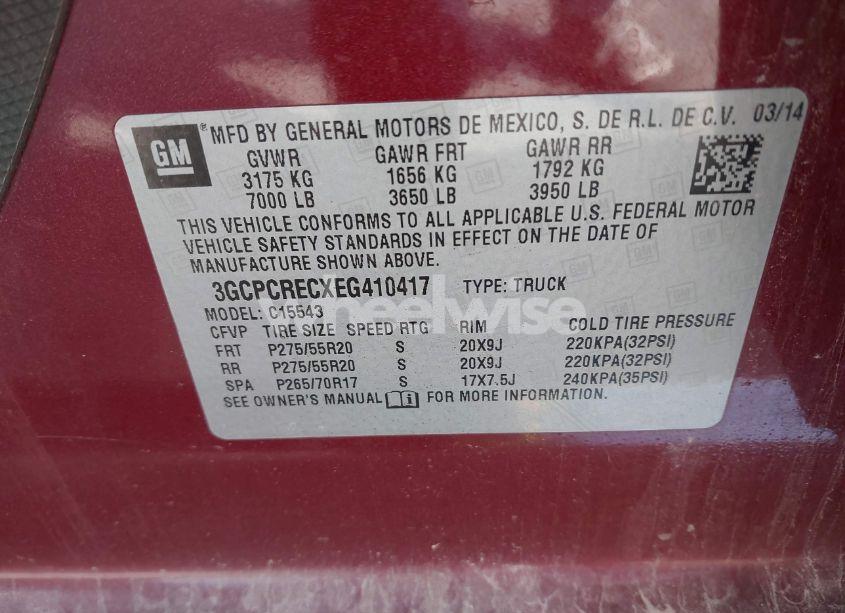 GM ® MFD BY GENERAL MOTORS DE MEXICO, S. DE R.L. DE C.V. 03/14
GVWR GAWR FRT GAWR RR
3175 KG 1656 KG 1792 KG
7000 LB 3650 LB 3950 LB
THIS VEHICLE CONFORMS TO ALL APPLICABLE U.S. FEDERAL MOTOR
VEHICLE SAFETY STANDARDS IN EFFECT ON THE DATE OF
MANUFACTURE SHOWN ABOVE.
3GCPCRECXEG410417 TYPE: TRUCK
wheelwise
MODEL: C15543
CFVP TIRE SIZE SPEED RTG RIM COLD TIRE PRESSURE
FRT P275/55R20 S 20X9J 220KPA(32PSI)
RR P275/55R20 S 20X9J 220KPA(32PSI)
SPA P265/70R17 S 17X7.5J 240KPA(35PSI)
SEE OWNER'S MANUAL FOR MORE INFORMATION.